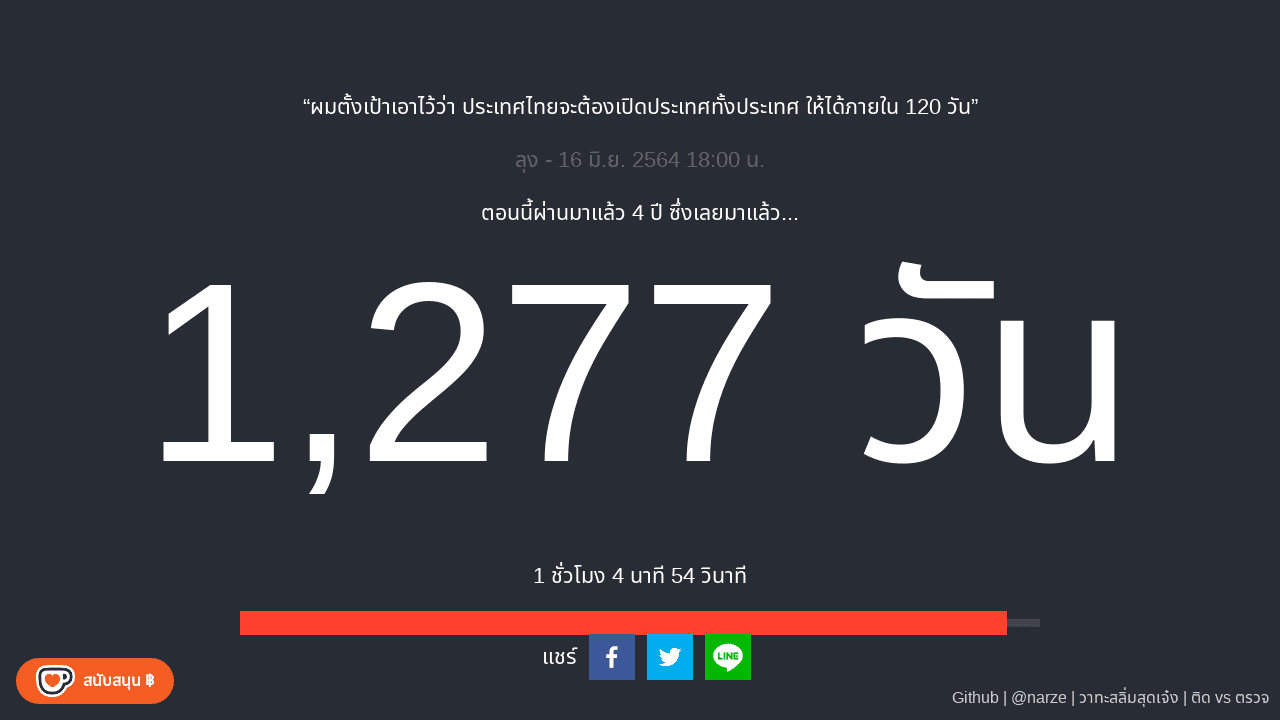 “ผมตั้งเป้าเอาไว้ว่า ประเทศไทยจะต้องเปิดประเทศทั้งประเทศ ให้ได้ภายใน 120 วัน”
ลุง - 16 มิ.ย. 2564 18:00 น.
ตอนนี้ผ่านมาแล้ว 4 ปี ซึ่งเลยมาแล้ว...
1,277 วัน
1 ชั่วโมง 4 นาที 54 วินาที
แชร์
LINE
สนับสนุน ฿
Github | @narze | วาทะสลิ่มสุดเจ๋ง | ติด vs ตรวจ